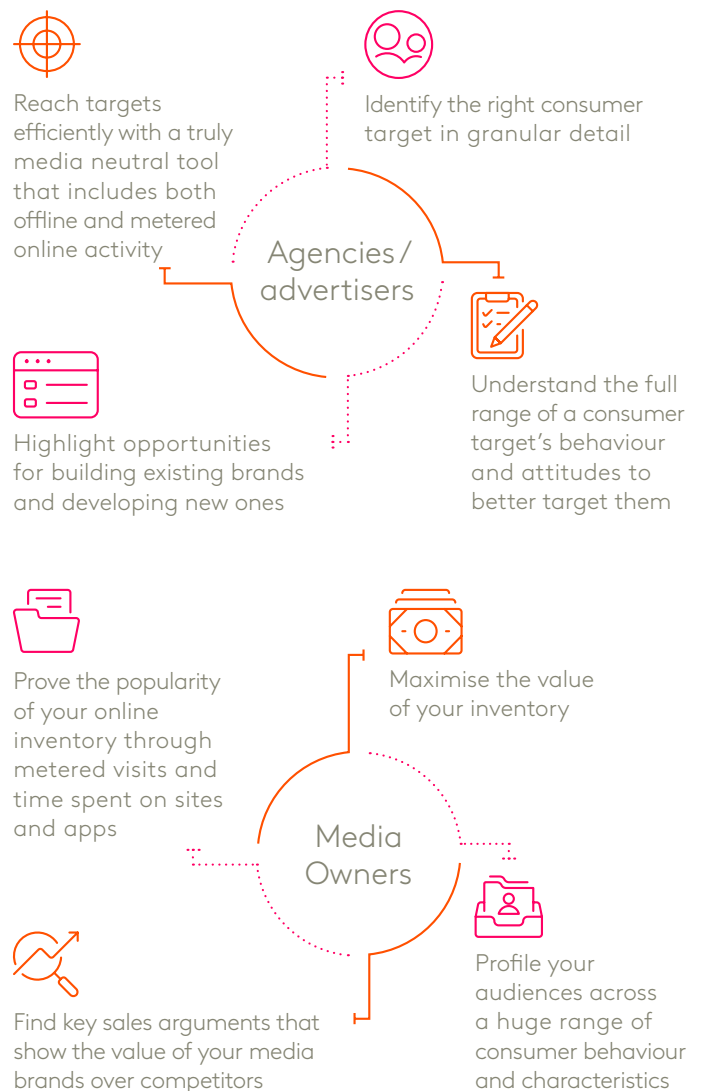 Reach targets
efficiently with a truly
media neutral tool
that includes both
offline and metered
online activity
Identify the right consumer
target in granular detail
Agencies/
advertisers
Highlight opportunities
for building existing brands
and developing new ones
Understand the full
range of a consumer
target’s behaviour
and attitudes to
better target them
Prove the popularity
of your online
inventory through
metered visits and
time spent on sites
and apps
Maximise the value
of your inventory
Media
Owners
Find key sales arguments that
show the value of your media
brands over competitors
Profile your
audiences across
a huge range of
consumer behaviour
and characteristics